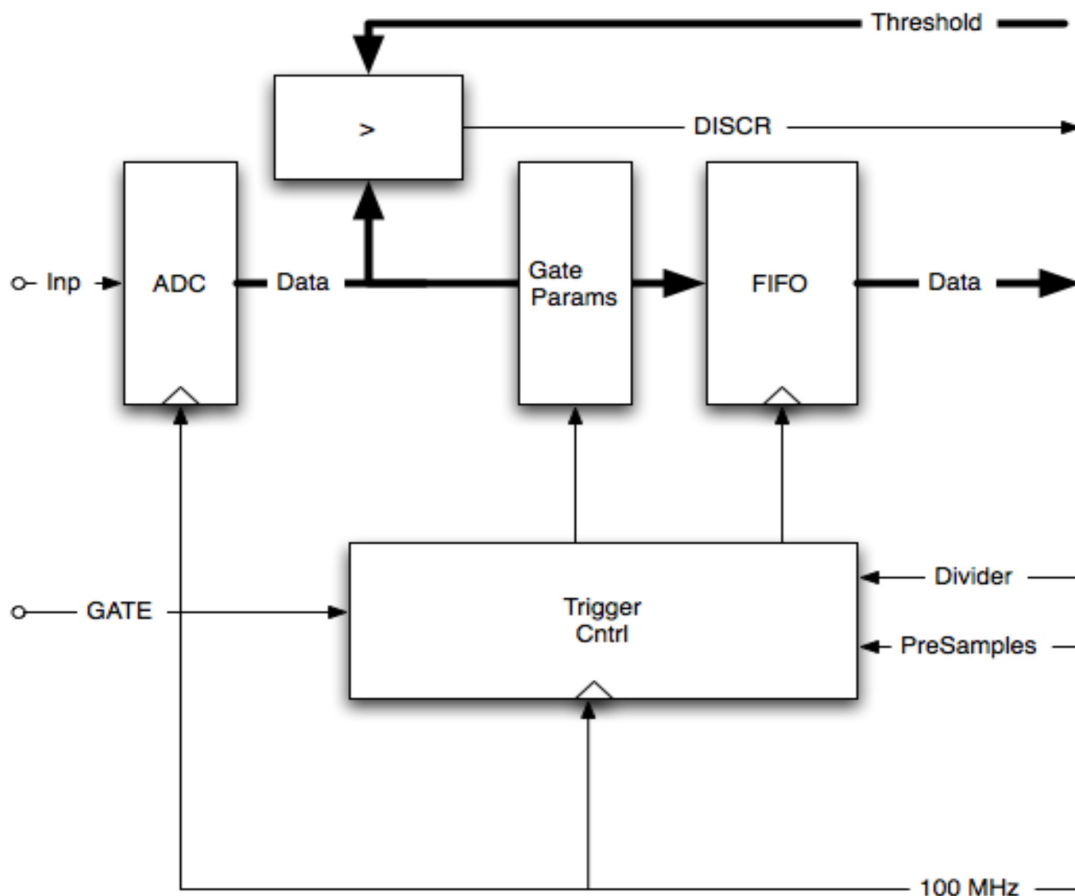 Threshold
>
DISCR
Inp
ADC
Data
Gate
Params
FIFO
Data
Divider
GATE
Trigger
Cntrl
PreSamples
100 MHz